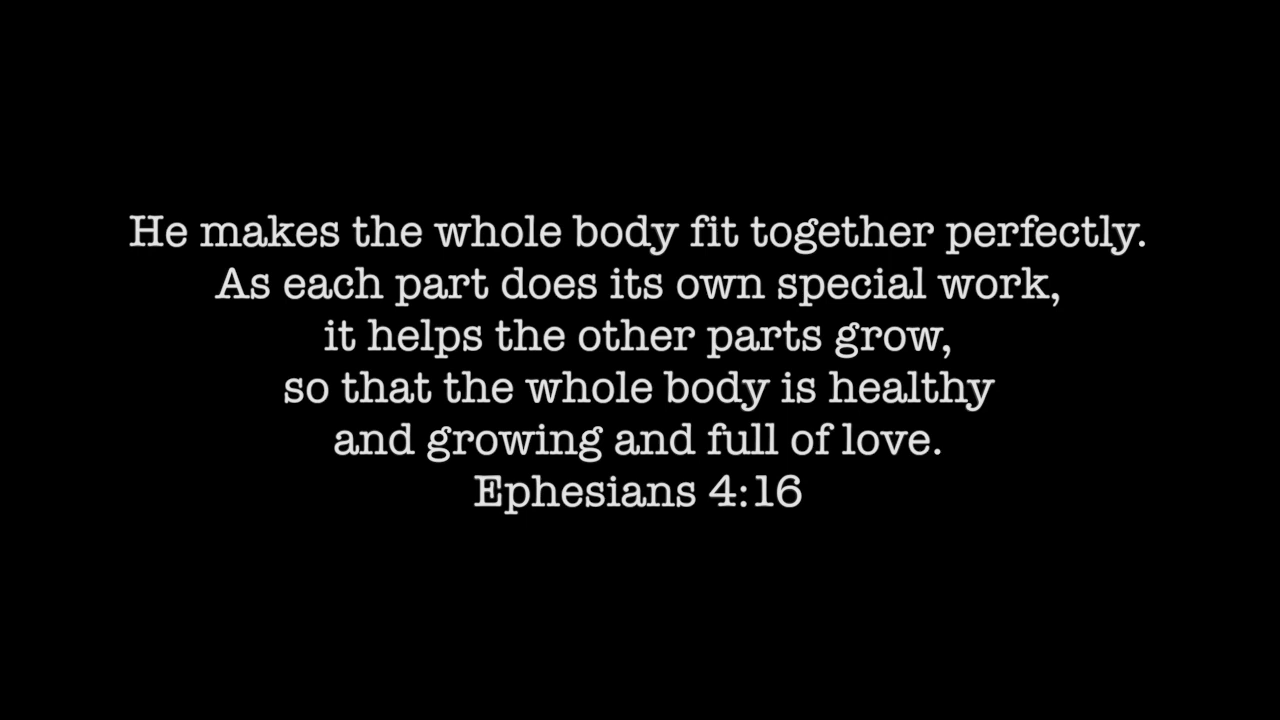 He makes the whole body fit together perfectly.
As each part does its own special work,
it helps the other parts grow,
so that the whole body is healthy
and growing and full of love.
Ephesians 4:16